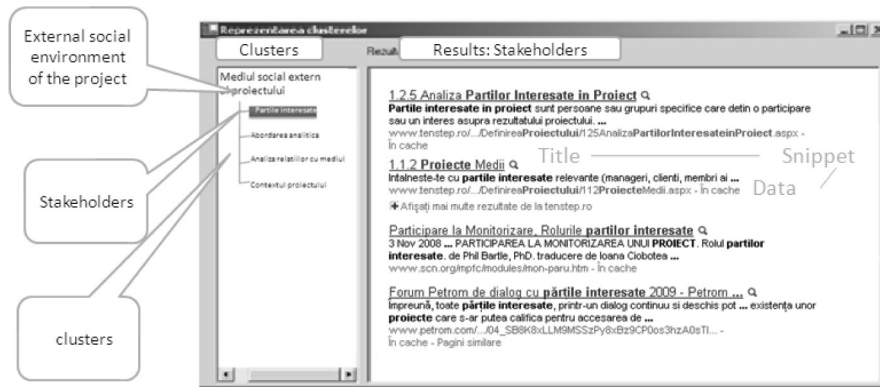 Reprezentarea clusterelor
External social
environment
of the project
Clusters
Results: Stakeholders
Mediul social extern
proiectului
Partile interesate
Abordarea analitica
Analiza relatiilor cu mediul
Contextul proiectului
Stakeholders
clusters
1.2.5 Analiza Partilor Interesate in Proiect
Partile interesate in proiect sunt persoane sau grupuri specifice care detin o participare
sau un interes asupra rezultatului proiectului. ...
www.tenstep.ro/.../DefinireaProiectului/125AnalizaPartilorInteresateinProiect.aspx -
În cache
Title
Snippet
Data
1.1.2 Proiecte Medii
Intalneste-te cu partile interesate relevante (manageri, clienti, membri ai ...
www.tenstep.ro/.../DefinireaProiectului/112ProiecteMedii.aspx - În cache
Afişaţi mai multe rezultate de la tenstep.ro
Participare la Monitorizare, Rolurile partilor interesate
3 Nov 2008 ... PARTICIPAREA LA MONITORIZAREA UNUI PROIECT. Rolul partilor
interesate. de Phil Bartle, PhD. traducere de Ioana Ciobotea ...
www.scn.org/mpfc/modules/mon-paru.htm - În cache
Forum Petrom de dialog cu părţile interesate 2009 - Petrom ...
Împreună, toate părţile interesate, printr-un dialog continuu si deschis pot ... existenţa unor
proiecte care s-ar putea califica pentru accesarea de ...
www.petrom.com/.../
În cache - Pagini similare